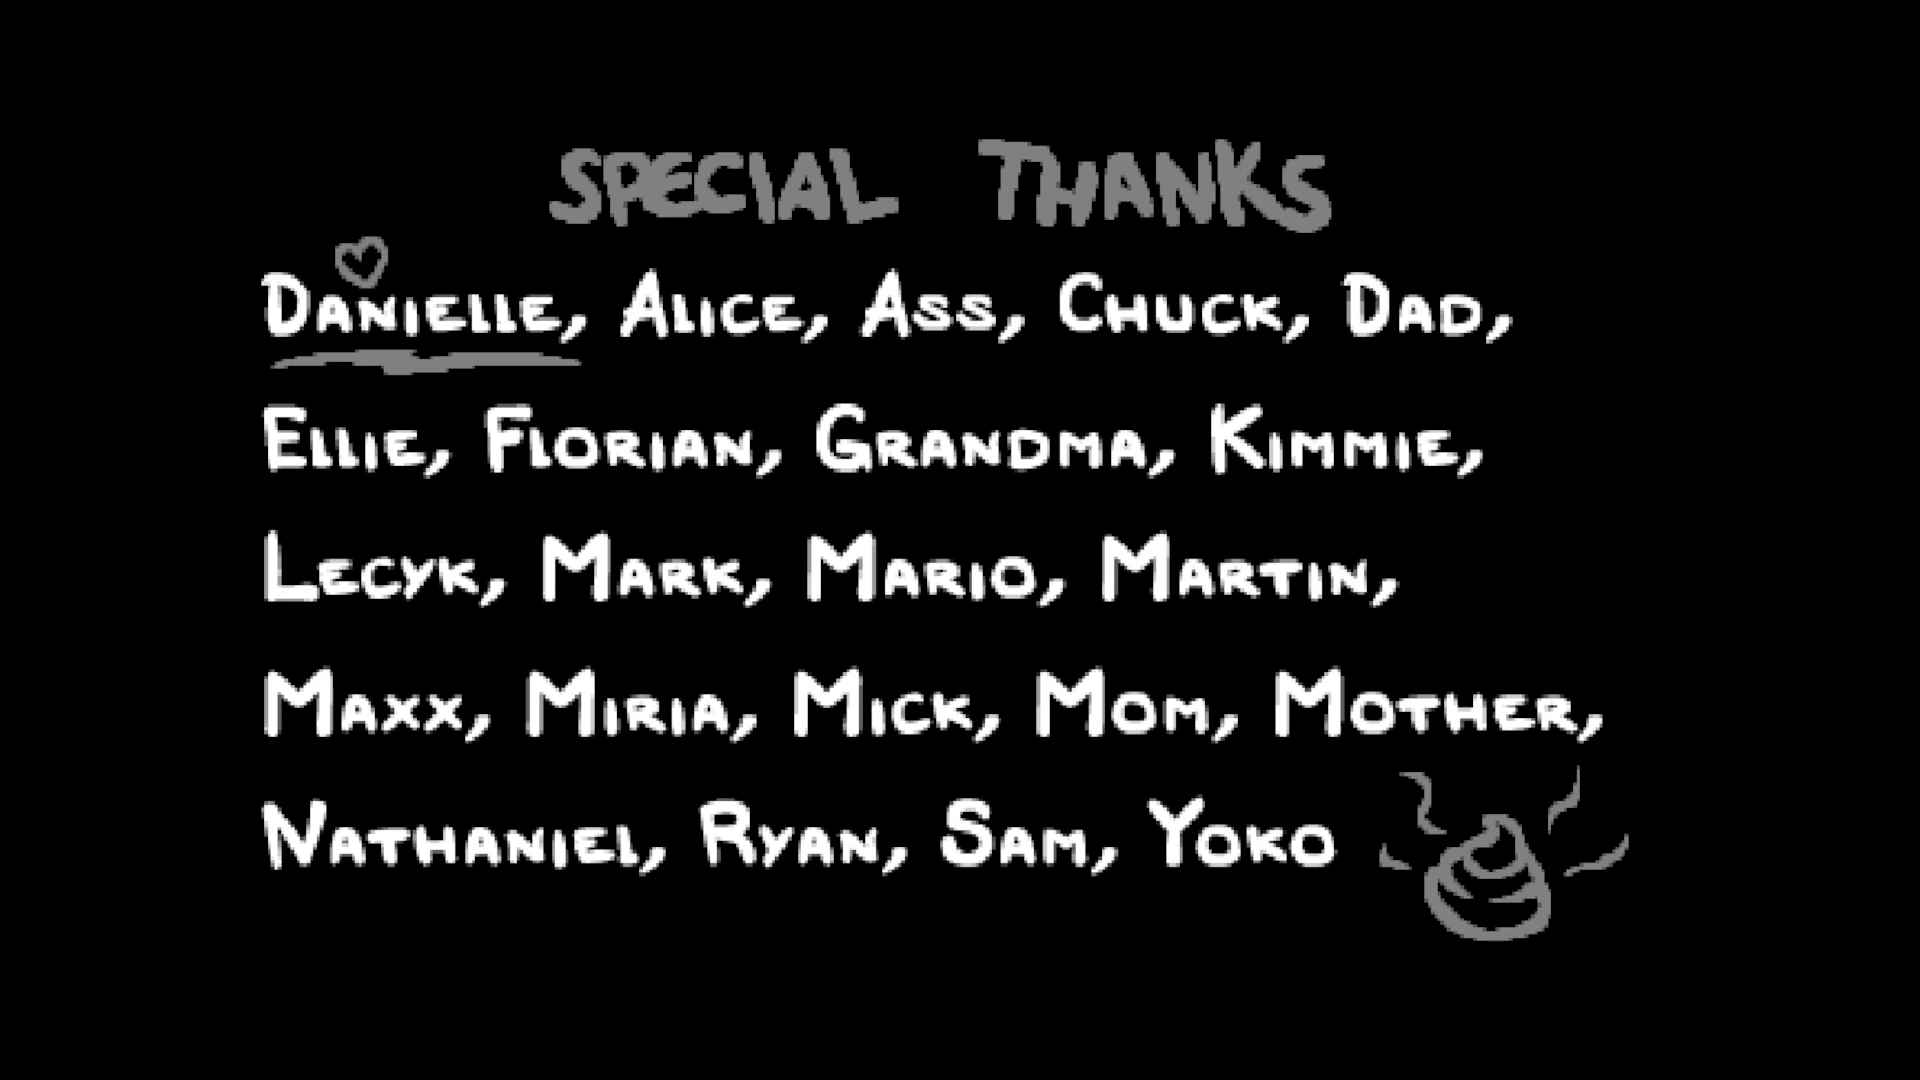 SPECIAL THANKS
DANIELLE, ALICE, ASS, CHUCK, DAD,
ELLIE, FLORIAN, GRANDMA, KIMMIE,
LECYK, MARK, MARIO, MARTIN,
MAXX, MIRIA, MICK, MOM, MOTHER,
NATHANIEL, RYAN, SAM, YOKO